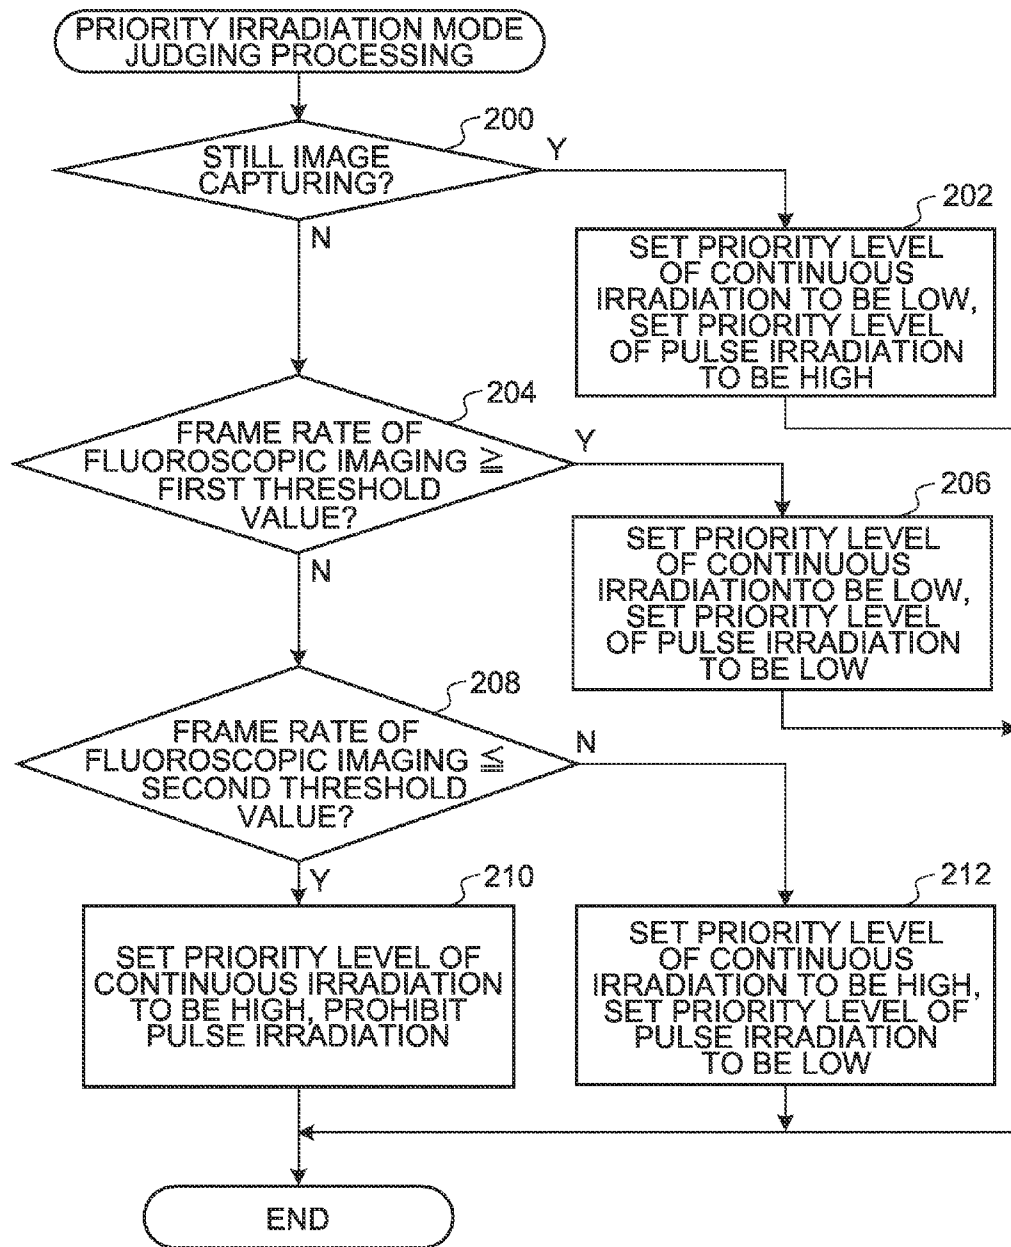 PRIORITY IRRADIATION MODE
JUDGING PROCESSING
200
STILL IMAGE
CAPTURING?
Y
N
202
SET PRIORITY LEVEL
OF CONTINUOUS
IRRADIATION TO BE LOW,
SET PRIORITY LEVEL
OF PULSE IRRADIATION
TO BE HIGH
204
FRAME RATE OF
FLUOROSCOPIC IMAGING ≧
FIRST THRESHOLD
VALUE?
Y
N
206
SET PRIORITY LEVEL
OF CONTINUOUS
IRRADIATIONTO BE LOW,
SET PRIORITY LEVEL
OF PULSE IRRADIATION
TO BE LOW
208
FRAME RATE OF
FLUOROSCOPIC IMAGING ≦
SECOND THRESHOLD
VALUE?
N
Y
210
SET PRIORITY LEVEL OF
CONTINUOUS IRRADIATION
TO BE HIGH, PROHIBIT
PULSE IRRADIATION
212
SET PRIORITY LEVEL
OF CONTINUOUS
IRRADIATION TO BE HIGH,
SET PRIORITY LEVEL OF
PULSE IRRADIATION
TO BE LOW
END